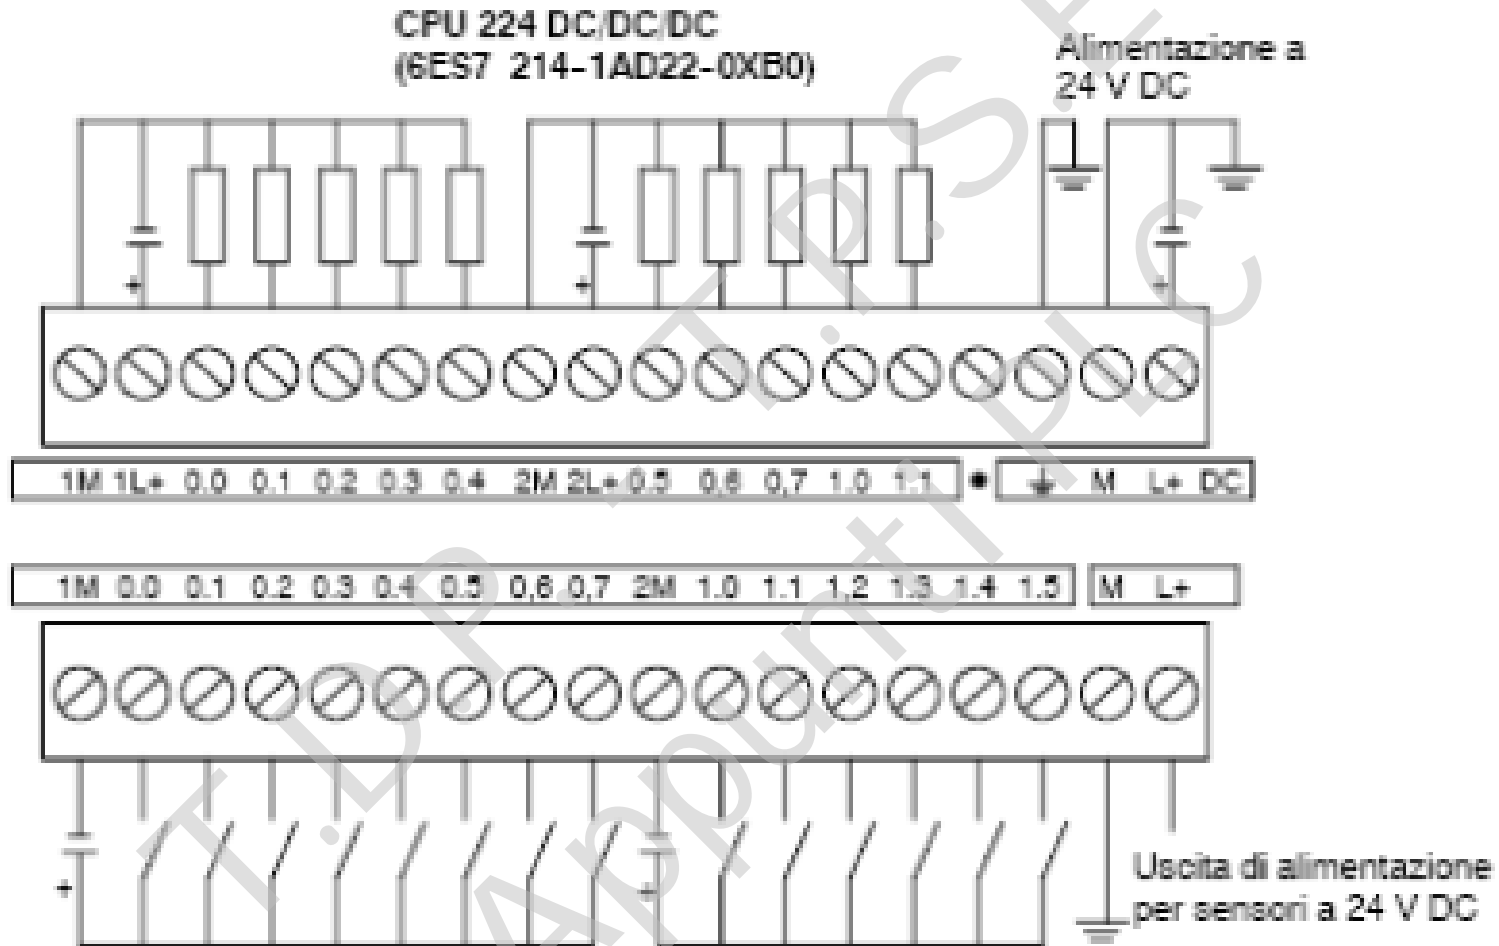 CPU 224 DC/DC/DC
(6ES7 214-1AD22-0XB0)
Alimentazione a
24 V DC
+ + +
1M 1L+ 0.0 0.1 0.2 0.3 0.4 2M 2L+ 0.5 0,6 0,7 1.0 1.1 M L+ DC
1M 0.0 0.1 0.2 0.3 0.4 0.5 0,6 0,7 2M 1.0 1.1 1,2 1.3 1.4 1.5 M L+
+ +
Uscita di alimentazione
per sensori a 24 V DC
T.D.P. - T.P.S.E
Appunti PLC